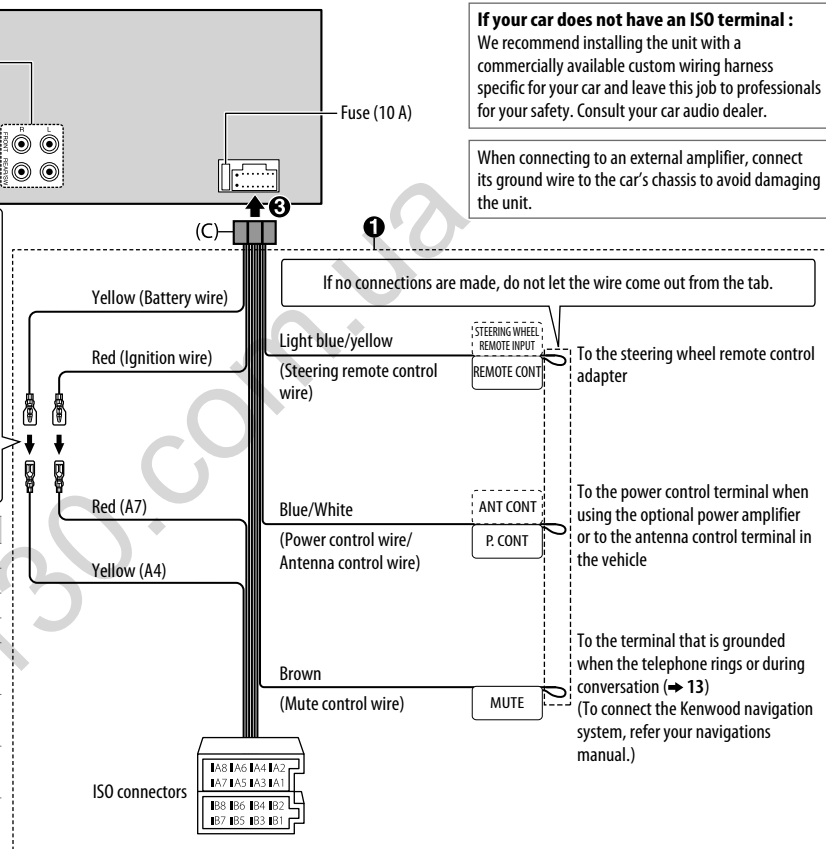 If your car does not have an ISO terminal :
We recommend installing the unit with a
commercially available custom wiring harness
specific for your car and leave this job to professionals
for your safety. Consult your car audio dealer.
When connecting to an external amplifier, connect
its ground wire to the car's chassis to avoid damaging
the unit.
Fuse (10 A)
R L
FRONT
REAR/SW
❸
(C)
❶
If no connections are made, do not let the wire come out from the tab.
Yellow (Battery wire)
Red (Ignition wire)
Light blue/yellow
(Steering remote control
wire)
STEERING WHEEL
REMOTE INPUT
REMOTE CONT
To the steering wheel remote control
adapter
Red (A7)
Yellow (A4)
Blue/White
(Power control wire/
Antenna control wire)
ANT CONT
P. CONT
To the power control terminal when
using the optional power amplifier
or to the antenna control terminal in
the vehicle
Brown
(Mute control wire)
MUTE
To the terminal that is grounded
when the telephone rings or during
conversation (➔ 13)
(To connect the Kenwood navigation
system, refer your navigations
manual.)
ISO connectors
A8 A6 A4 A2
A7 A5 A3 A1
B8 B6 B4 B2
B7 B5 B3 B1
130.com.ua